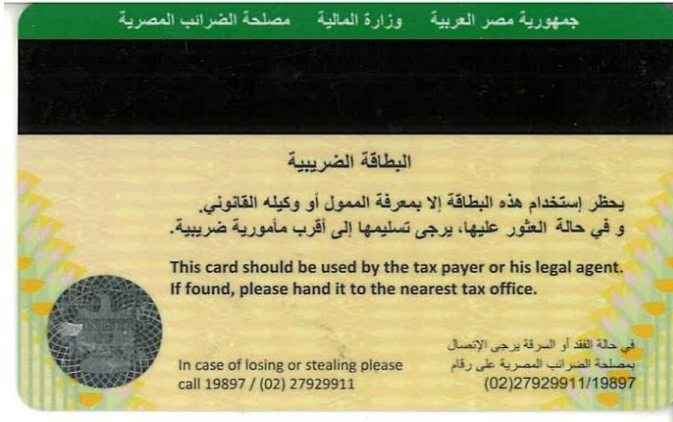 جمهورية مصر العربية وزارة المالية مصلحة الضرائب المصرية
البطاقة الضريبية
يحظر إستخدام هذه البطاقة إلا بمعرفة الممول أو وكيله القانوني.
و في حالة العثور عليها، يرجى تسليمها إلى أقرب مأمورية ضريبية.
This card should be used by the tax payer or his legal agent.
If found, please hand it to the nearest tax office.
في حالة الفقد أو السرقة يرجى الإتصال
بمصلحة الضرائب المصرية على رقام
(02)27929911/19897
In case of losing or stealing please
call 19897 / (02) 27929911